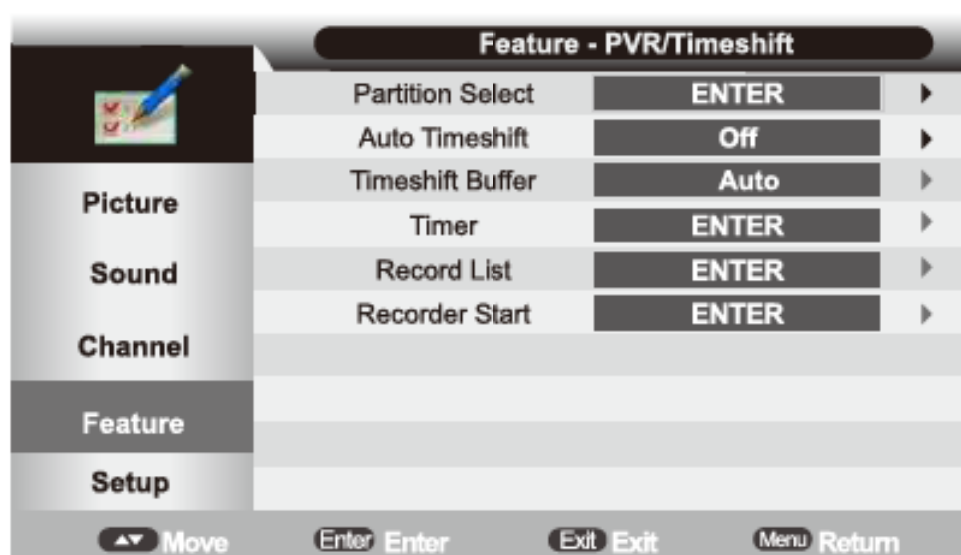 Feature - PVR/Timeshift
Partition Select ENTER
Auto Timeshift Off
Timeshift Buffer Auto
Timer ENTER
Record List ENTER
Recorder Start ENTER
Picture
Sound
Channel
Feature
Setup
Move Enter Enter Exit Exit Menu Return